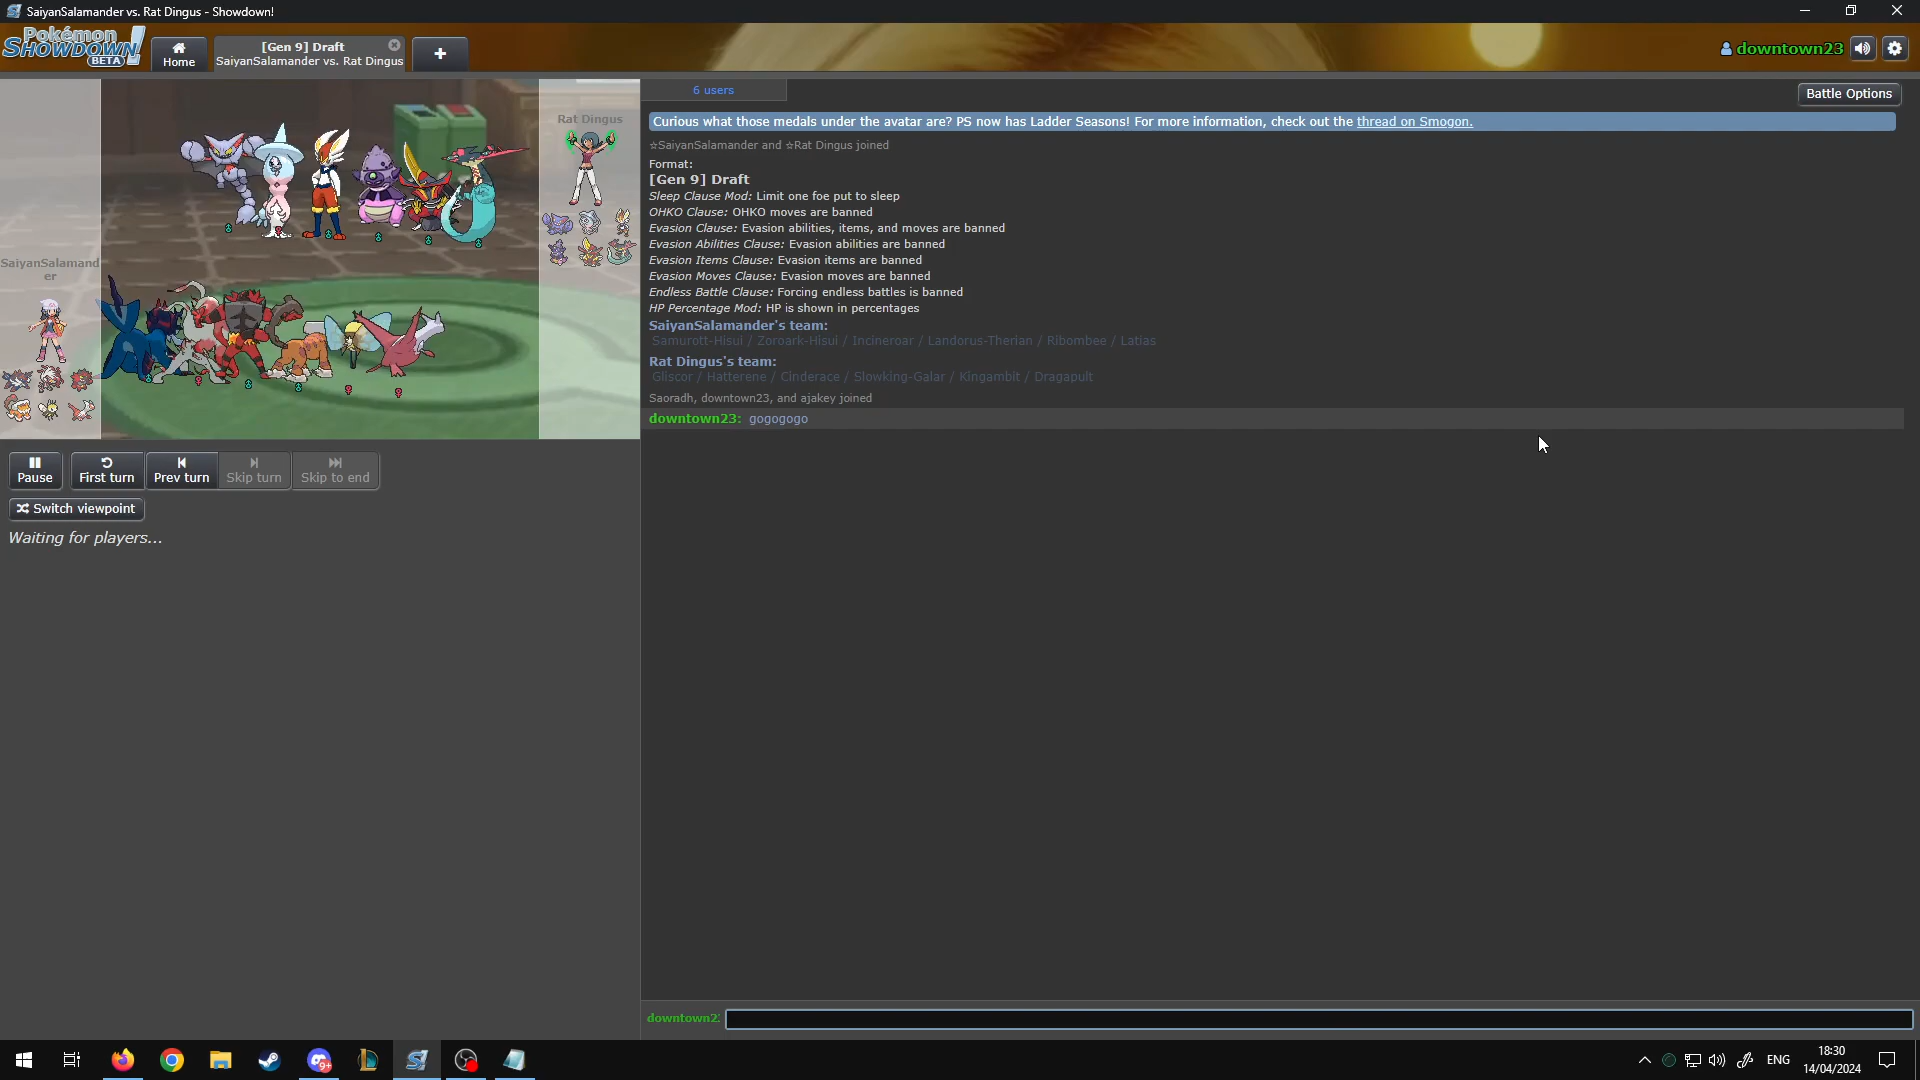 SaiyanSalamander vs. Rat Dingus - Showdown!
Pokémon
SHOWDOWN!
BETA
Home
[Gen 9] Draft
SaiyanSalamander vs. Rat Dingus
+
downtown23
6 users
Battle Options
Curious what those medals under the avatar are? PS now has Ladder Seasons! For more information, check out the thread on Smogon.
☆SaiyanSalamander and ☆Rat Dingus joined
Format:
[Gen 9] Draft
Sleep Clause Mod: Limit one foe put to sleep
OHKO Clause: OHKO moves are banned
Evasion Clause: Evasion abilities, items, and moves are banned
Evasion Abilities Clause: Evasion abilities are banned
Evasion Items Clause: Evasion items are banned
Evasion Moves Clause: Evasion moves are banned
Endless Battle Clause: Forcing endless battles is banned
HP Percentage Mod: HP is shown in percentages
SaiyanSalamander's team:
Samurott-Hisui / Zoroark-Hisui / Incineroar / Landorus-Therian / Ribombee / Latias
Rat Dingus's team:
Gliscor / Hatterene / Cinderace / Slowking-Galar / Kingambit / Dragapult
Saoradh, downtown23, and ajakey joined
downtown23: gogogogo
Rat Dingus
SaiyanSalamand
er
Pause
First turn
Prev turn
Skip turn
Skip to end
Switch viewpoint
Waiting for players...
downtown2:
9+
ENG
18:30
14/04/2024